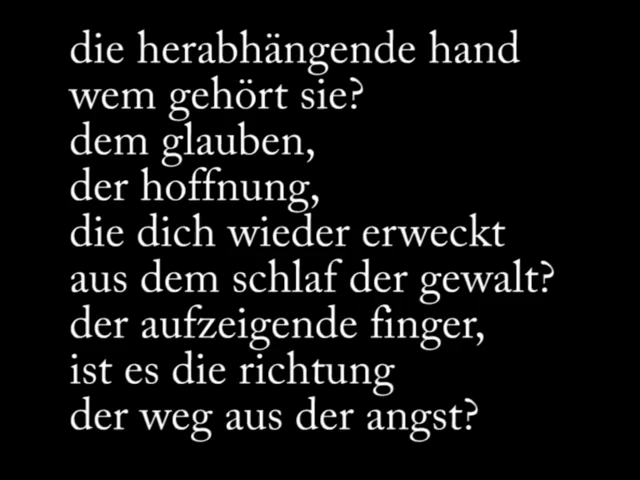 die herabhängende hand
wem gehört sie?
dem glauben,
der hoffnung,
die dich wieder erweckt
aus dem schlaf der gewalt?
der aufzeigende finger,
ist es die richtung
der weg aus der angst?